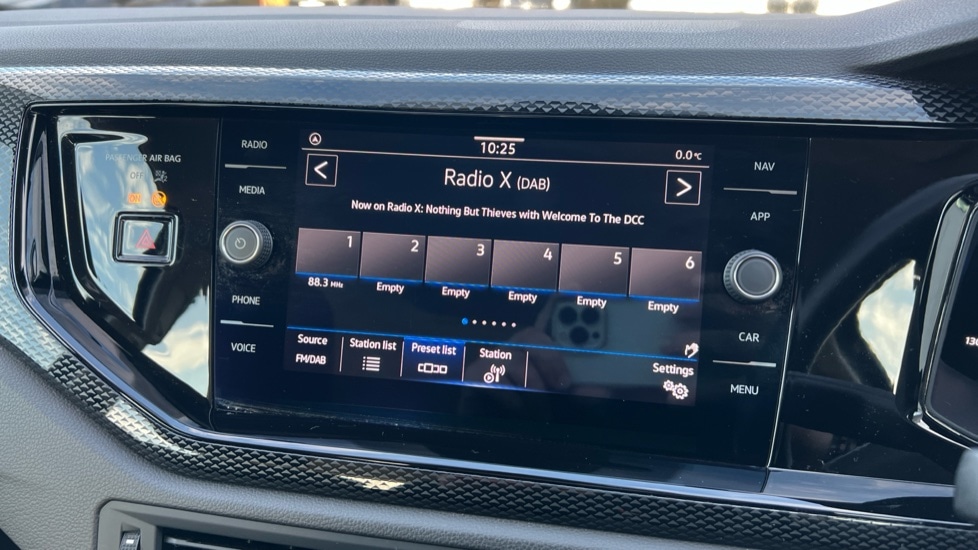 PASSENGER AIR BAG
OFF
ON
RADIO
MEDIA
PHONE
VOICE
10:25
0.0°C
Radio X (DAB)
Now on Radio X: Nothing But Thieves with Welcome To The DCC
1 2 3 4 5 6
88.3 MHz Empty Empty Empty Empty Empty
Source Station list Preset list Station Settings
FM/DAB
NAV
APP
CAR
MENU